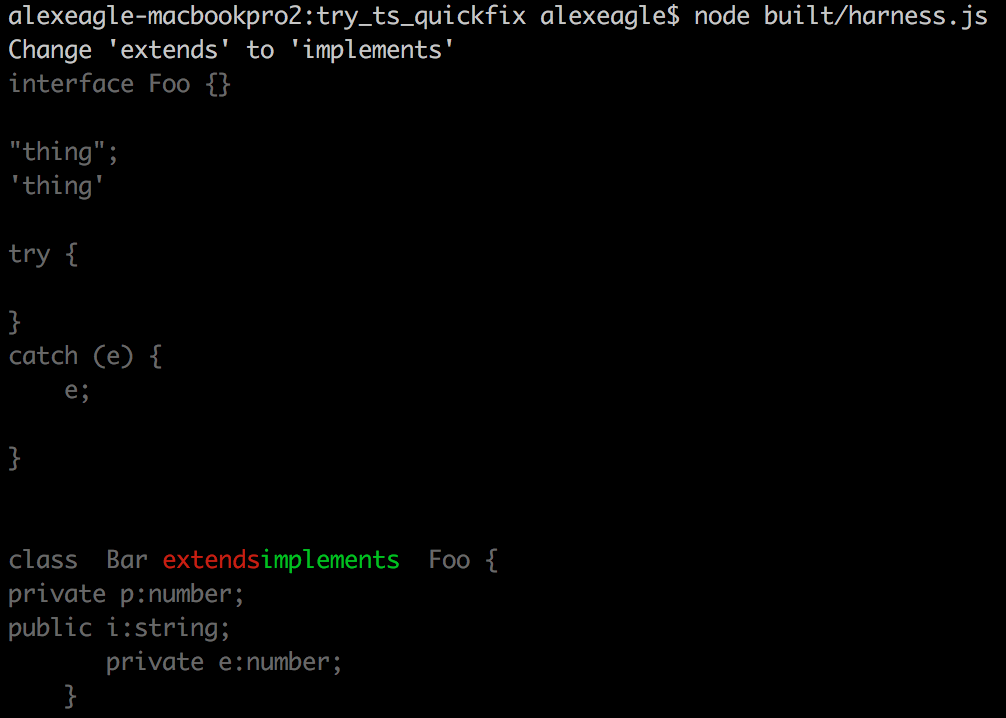 alexeagle-macbookpro2:try_ts_quickfix alexeagle$ node built/harness.js
Change 'extends' to 'implements'
interface Foo {}
"thing";
'thing'
try {
}
catch (e) {
    e;
}
class  Bar extendsimplements  Foo {
private p:number;
public i:string;
       private e:number;
    }